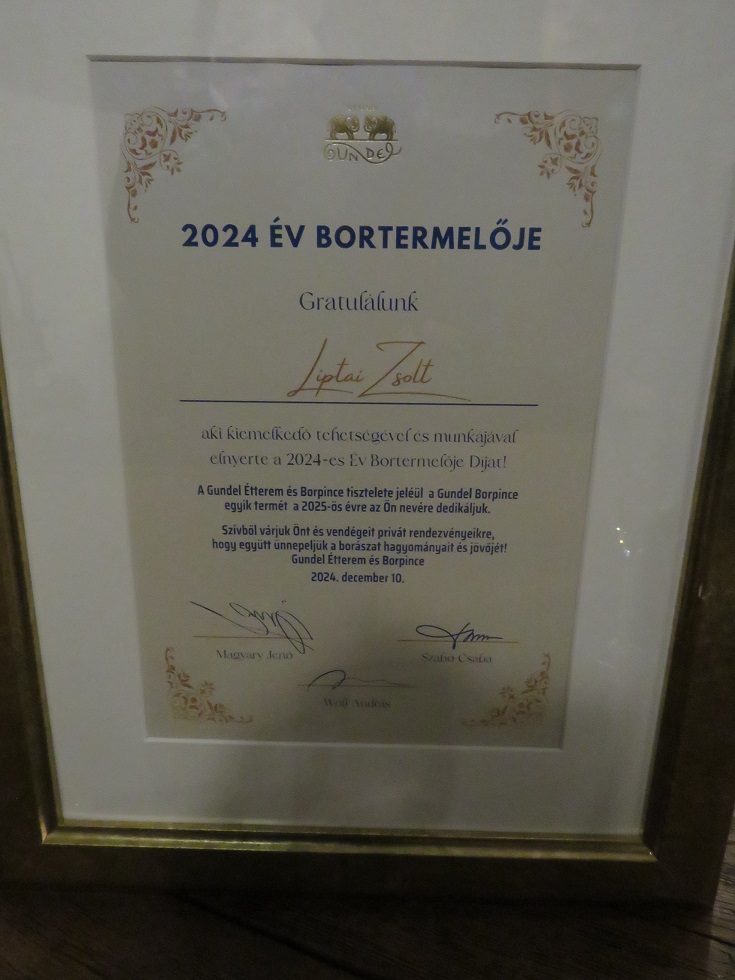 GUNDEL
2024 ÉV BORTERMELŐJE
Gratulálunk
Liptai Zsolt
aki kiemelkedő tehetségével és munkájával
elnyerte a 2024-es Év Bortermelője Díját!
A Gundel Étterem és Borpince tisztelete jeléül a Gundel Borpince
egyik termét a 2025-ös évre az Ön nevére dedikáljuk.
Szívből várjuk Önt és vendégeit privát rendezvényeikre,
hogy együtt ünnepeljük a borászat hagyományait és jövőjét!
Gundel Étterem és Borpince
2024. december 10.
Magyary Jenő
Szabó Csaba
Wolf András